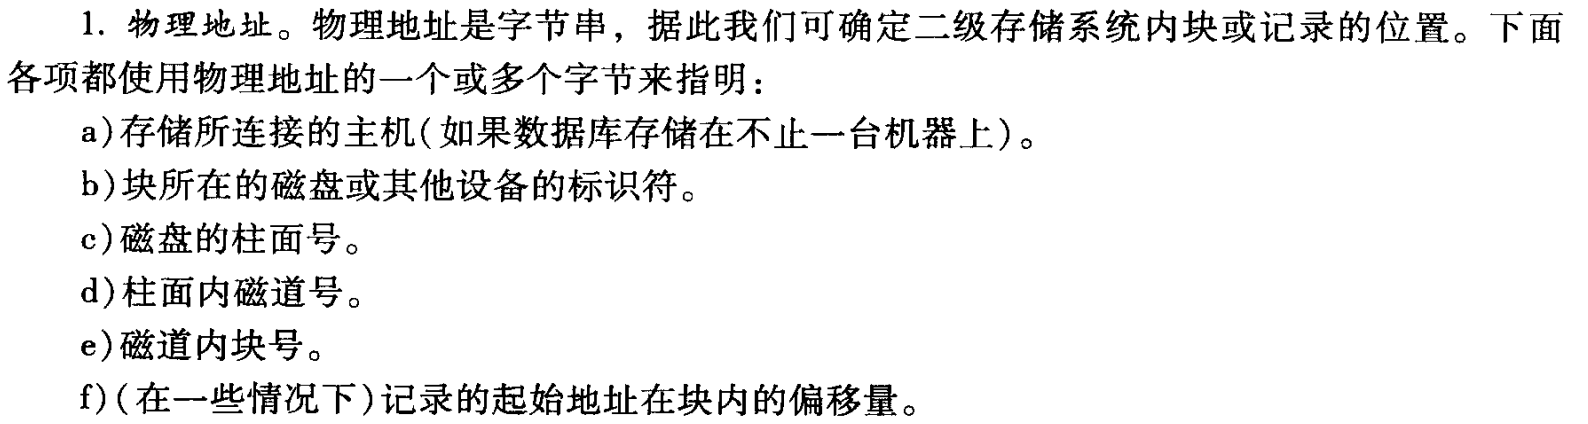 1. 物理地址。物理地址是字节串，据此我们可确定二级存储系统内块或记录的位置。下面
各项都使用物理地址的一个或多个字节来指明：
a)存储所连接的主机(如果数据库存储在不止一台机器上)。
b)块所在的磁盘或其他设备的标识符。
c)磁盘的柱面号。
d)柱面内磁道号。
e)磁道内块号。
f)(在一些情况下)记录的起始地址在块内的偏移量。